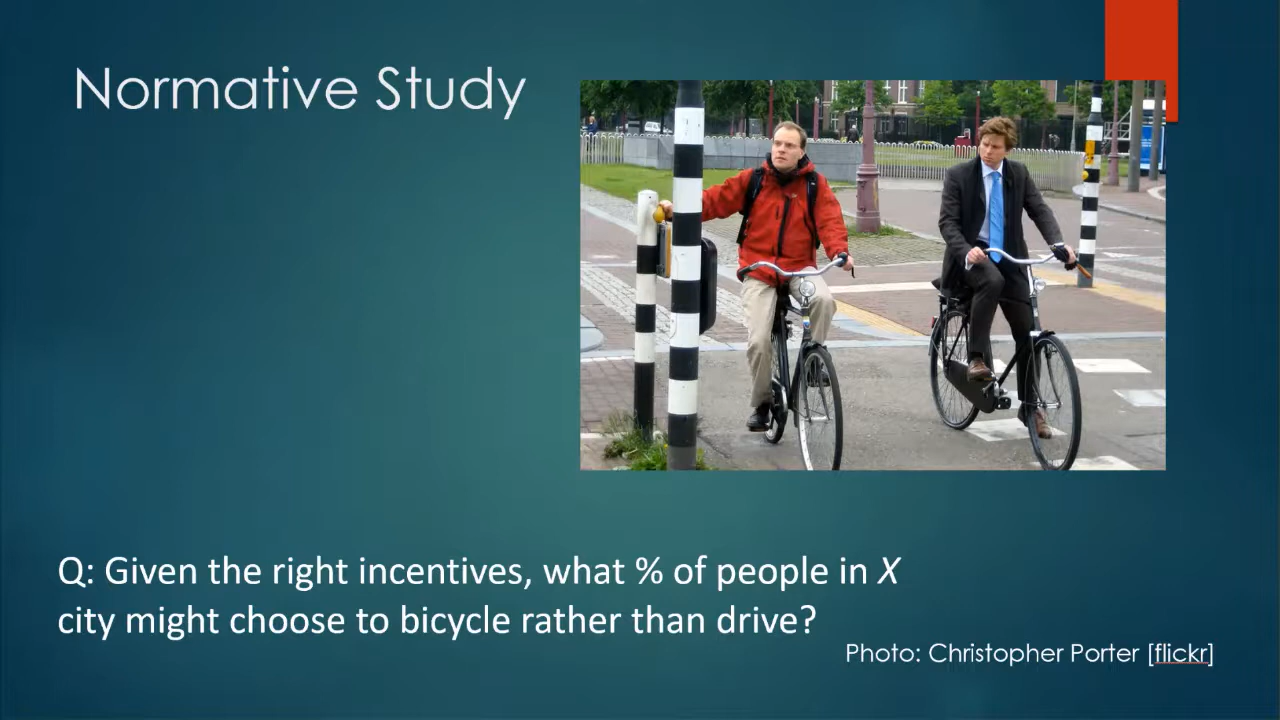 Normative Study
Q: Given the right incentives, what % of people in X
city might choose to bicycle rather than drive?
Photo: Christopher Porter [flickr]